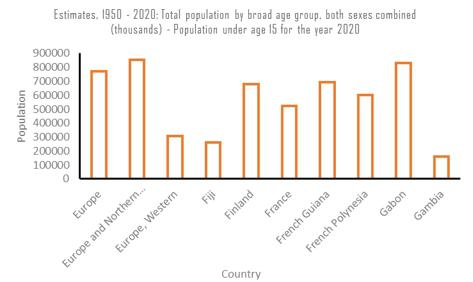 Estimates, 1950 - 2020: Total population by broad age group, both sexes combined
(thousands) - Population under age 15 for the year 2020
900000
800000
700000
600000
500000
400000
300000
200000
100000
0
Population
Europe
Europe and Northern...
Europe, Western
Fiji
Finland
France
French Guiana
French Polynesia
Gabon
Gambia
Country